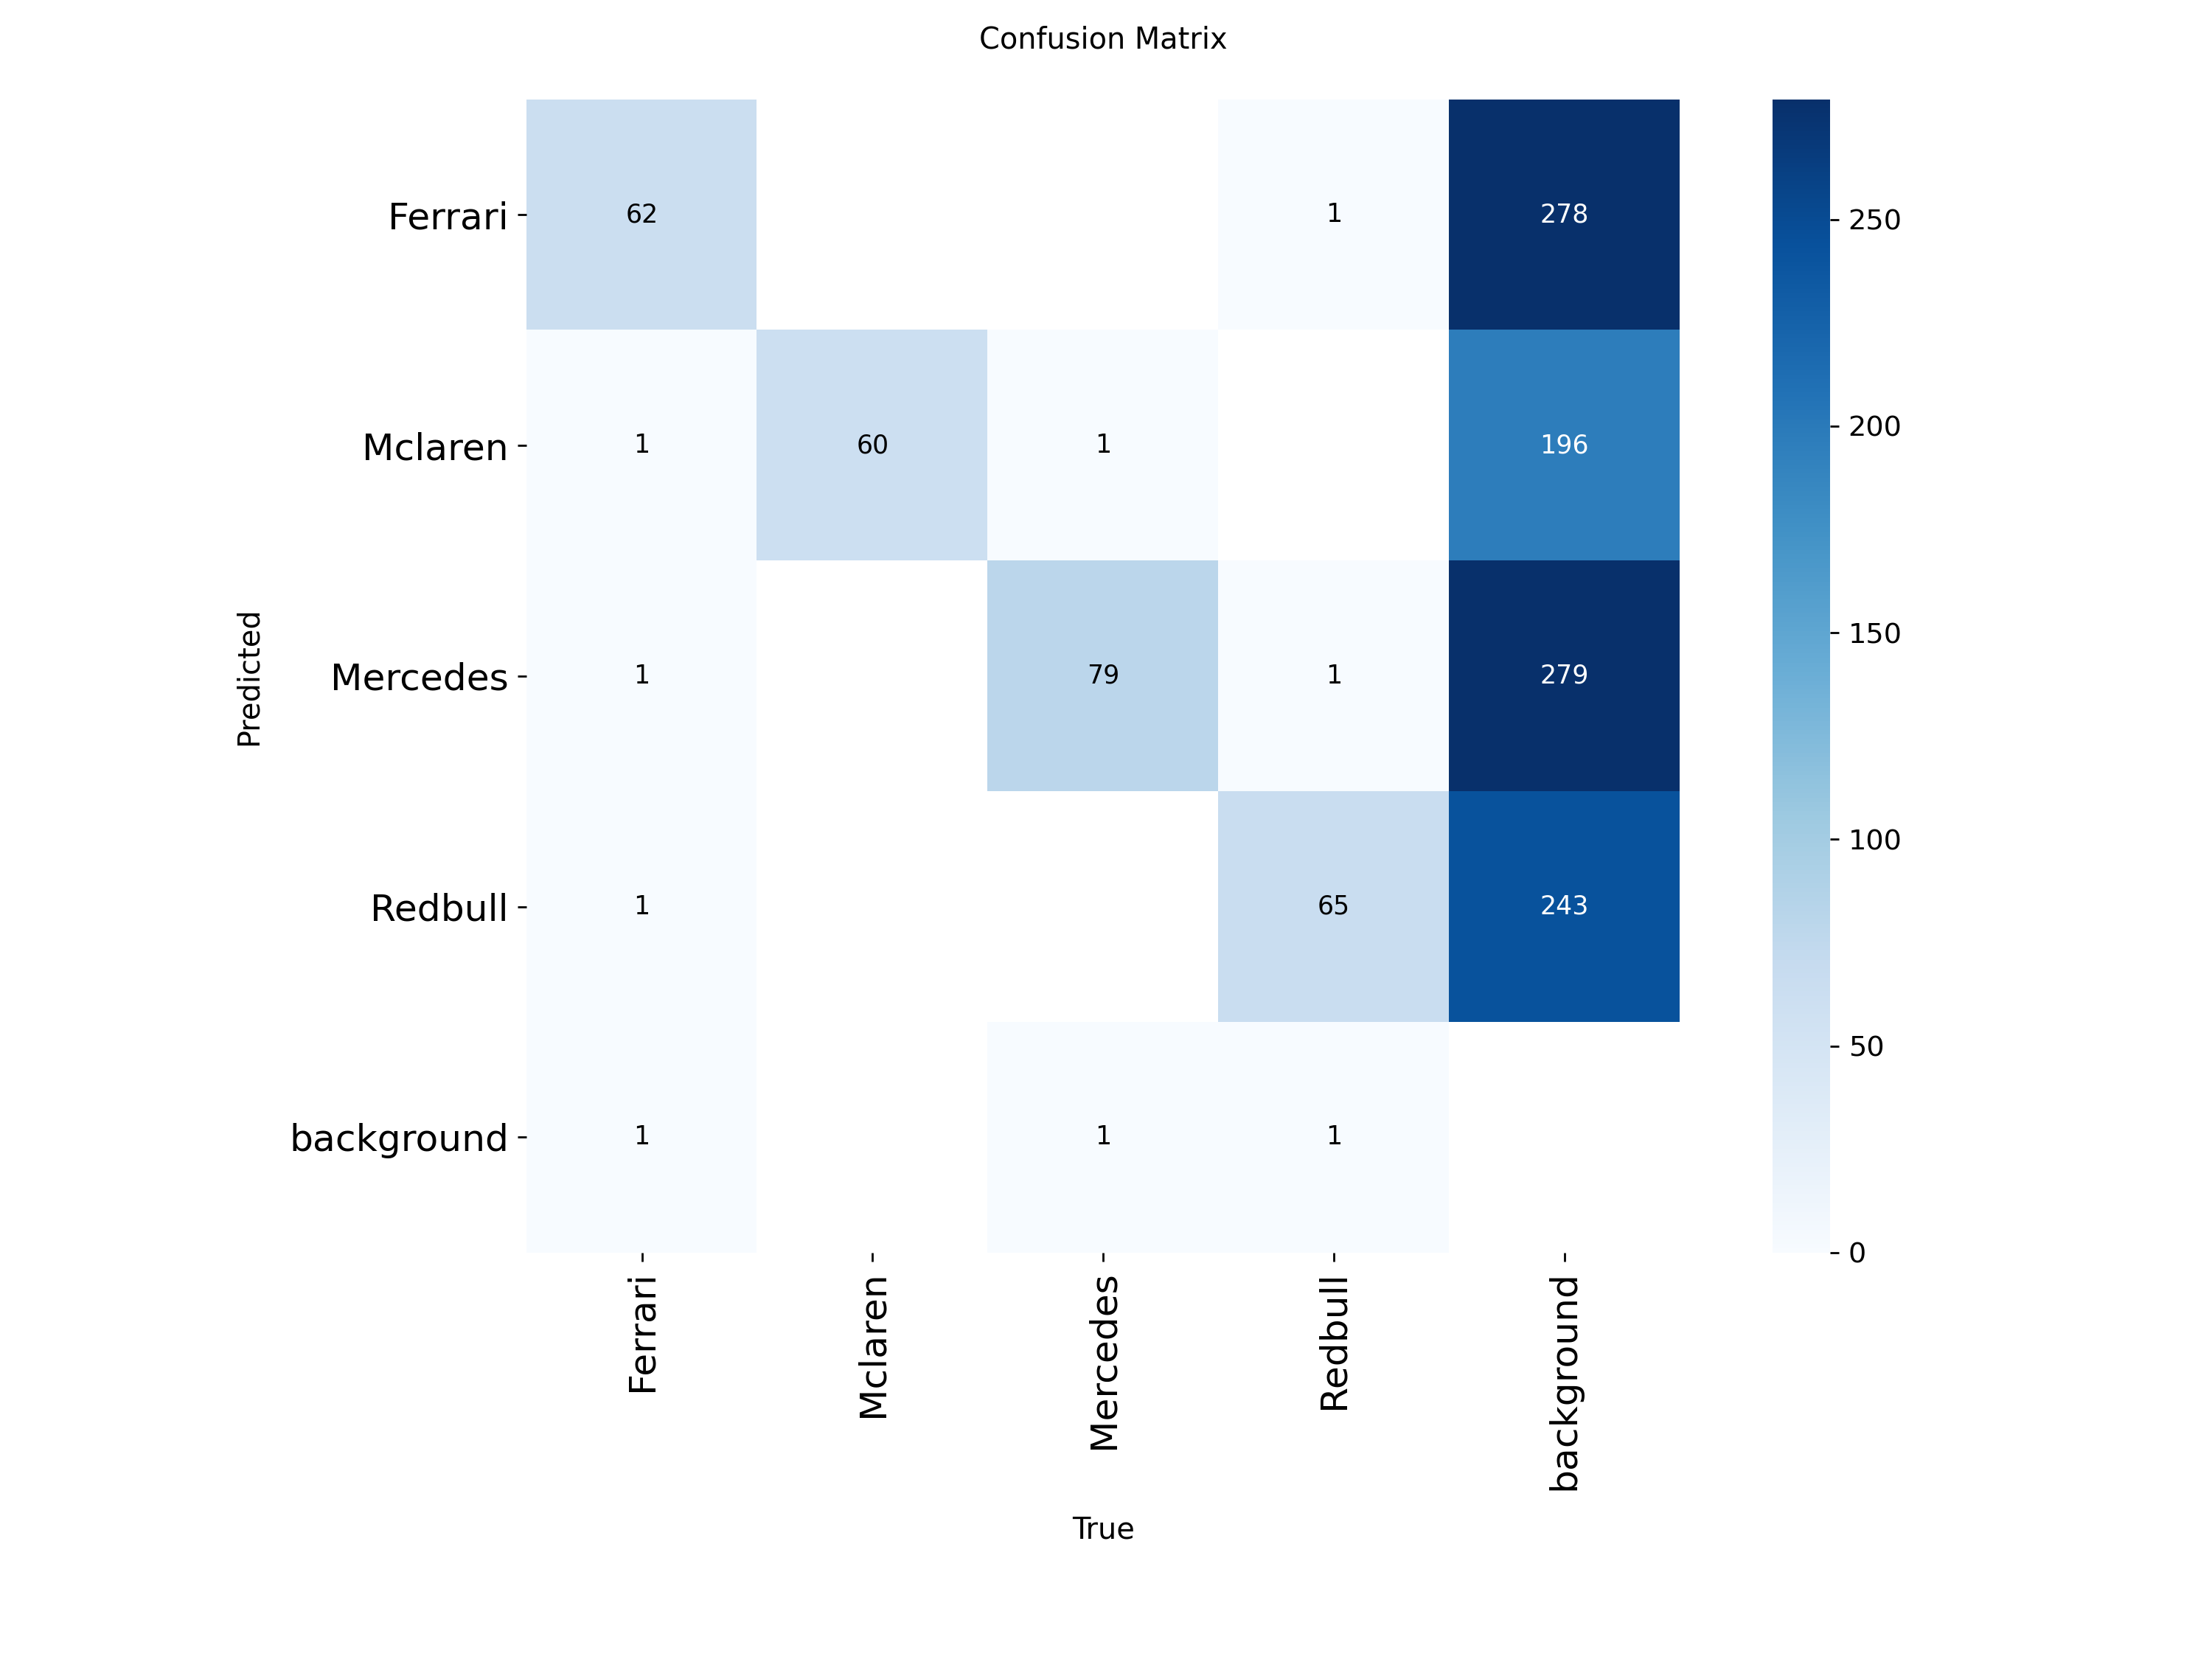 Confusion Matrix
Predicted
Ferrari 62 1 278
Mclaren 1 60 1 196
Mercedes 1 79 1 279
Redbull 1 65 243
background 1 1 1
Ferrari Mclaren Mercedes Redbull background
True
250
200
150
100
50
0